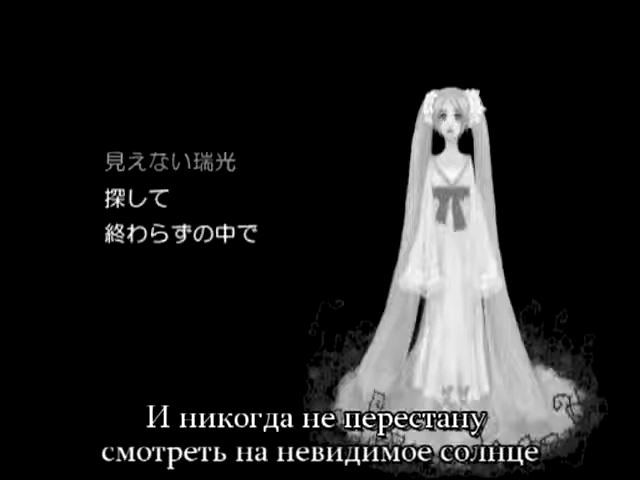 見えない瑞光
探して
終わらずの中で
И никогда не перестану
смотреть на невидимое солнце